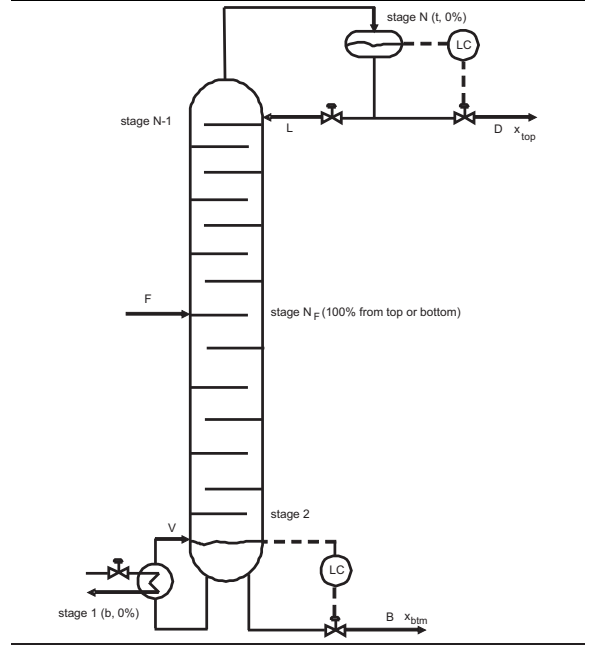 stage N (t, 0%)
LC
stage N-1
L
D x_top
F
stage N_F (100% from top or bottom)
stage 2
V
LC
stage 1 (b, 0%)
B x_btm